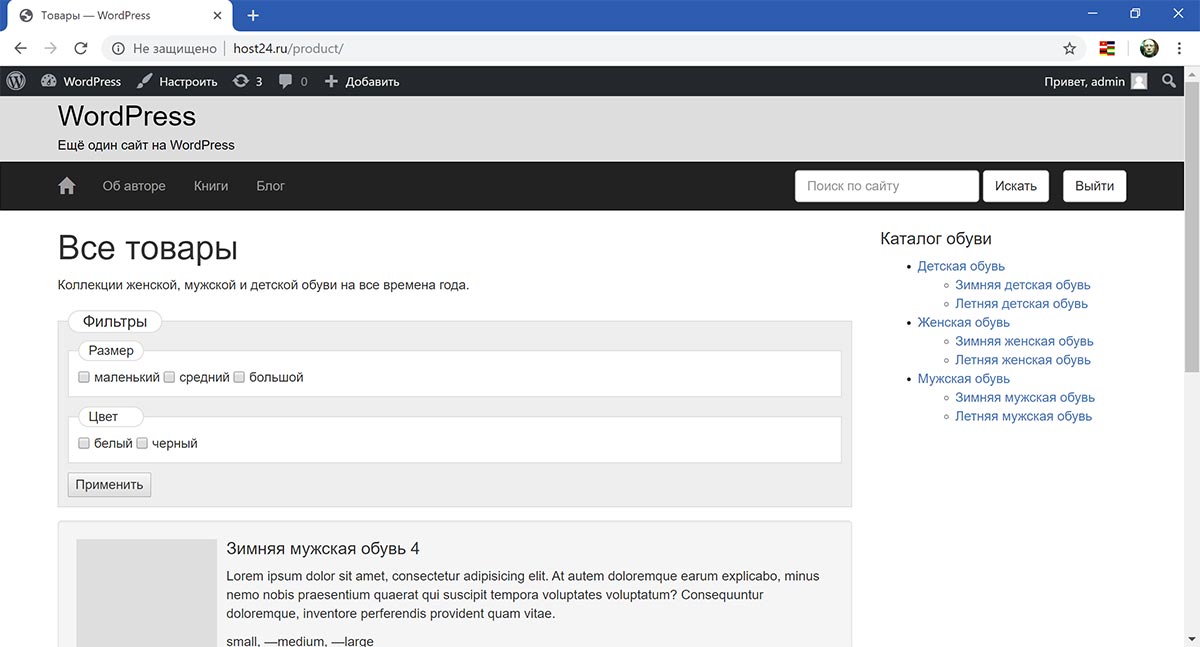 Товары — WordPress
Не защищено host24.ru/product/
WordPress Настроить 3 0 Добавить Привет, admin
WordPress
Ещё один сайт на WordPress
Об авторе Книги Блог Поиск по сайту Искать Выйти
Все товары
Коллекции женской, мужской и детской обуви на все времена года.
Фильтры
Размер
маленький средний большой
Цвет
белый черный
Применить
Зимняя мужская обувь 4
Lorem ipsum dolor sit amet, consectetur adipisicing elit. At autem doloremque earum explicabo, minus
nemo nobis praesentium quaerat qui suscipit tempora voluptates voluptatum? Consequuntur
doloremque, inventore perferendis provident quam vitae.
small, —medium, —large
Каталог обуви
Детская обувь
Зимняя детская обувь
Летняя детская обувь
Женская обувь
Зимняя женская обувь
Летняя женская обувь
Мужская обувь
Зимняя мужская обувь
Летняя мужская обувь